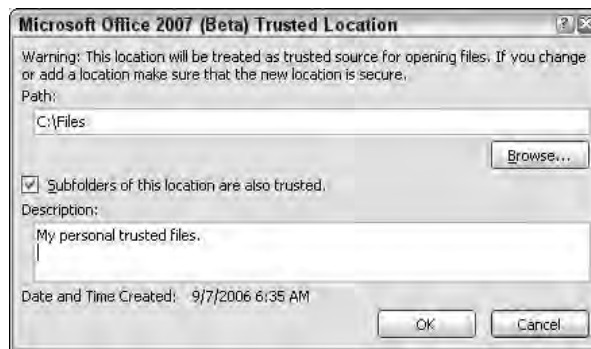 Microsoft Office 2007 (Beta) Trusted Location
Warning: This location will be treated as trusted source for opening files. If you change
or add a location make sure that the new location is secure.
Path:
C:\Files
Browse...
Subfolders of this location are also trusted.
Description:
My personal trusted files.
Date and Time Created: 9/7/2006 6:35 AM
OK
Cancel